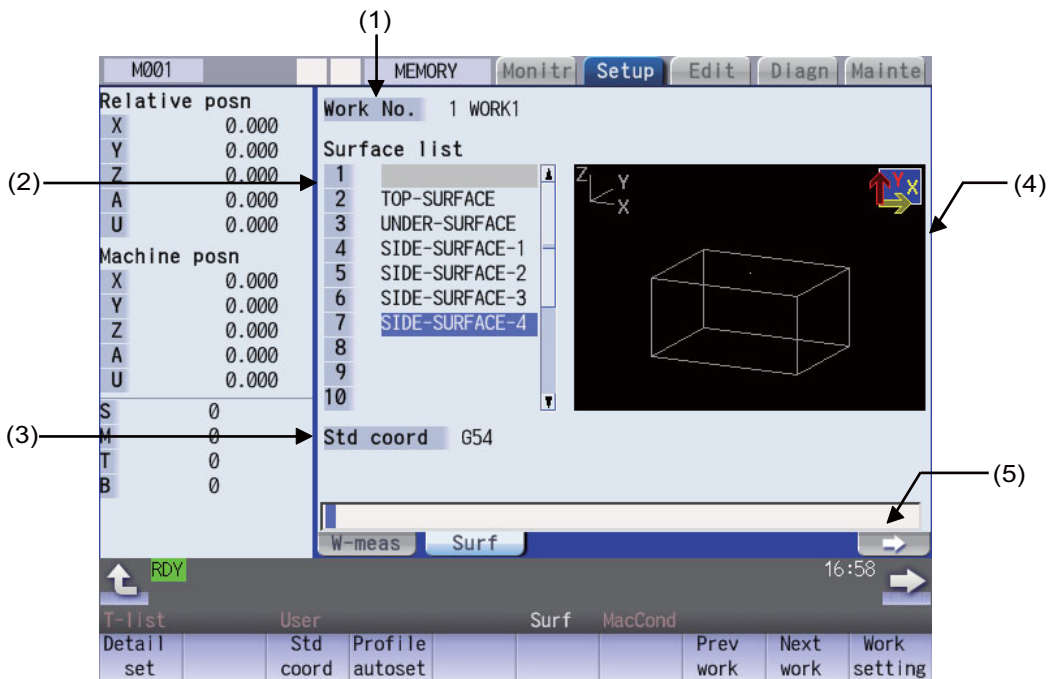 (1)
M001 MEMORY Monitr Setup Edit Diagn Mainte
Relative posn
X 0.000
Y 0.000
Z 0.000
A 0.000
U 0.000
Machine posn
X 0.000
Y 0.000
Z 0.000
A 0.000
U 0.000
S 0
M 0
T 0
B 0
(2)
(3)
Work No. 1 WORK1
Surface list
1
2 TOP-SURFACE
3 UNDER-SURFACE
4 SIDE-SURFACE-1
5 SIDE-SURFACE-2
6 SIDE-SURFACE-3
7 SIDE-SURFACE-4
8
9
10
Z
Y
X
Y
X
(4)
Std coord G54
(5)
W-meas Surf
RDY 16:58
T-list User Surf MacCond
Detail set
Std coord
Profile autoset
Prev work
Next work
Work setting